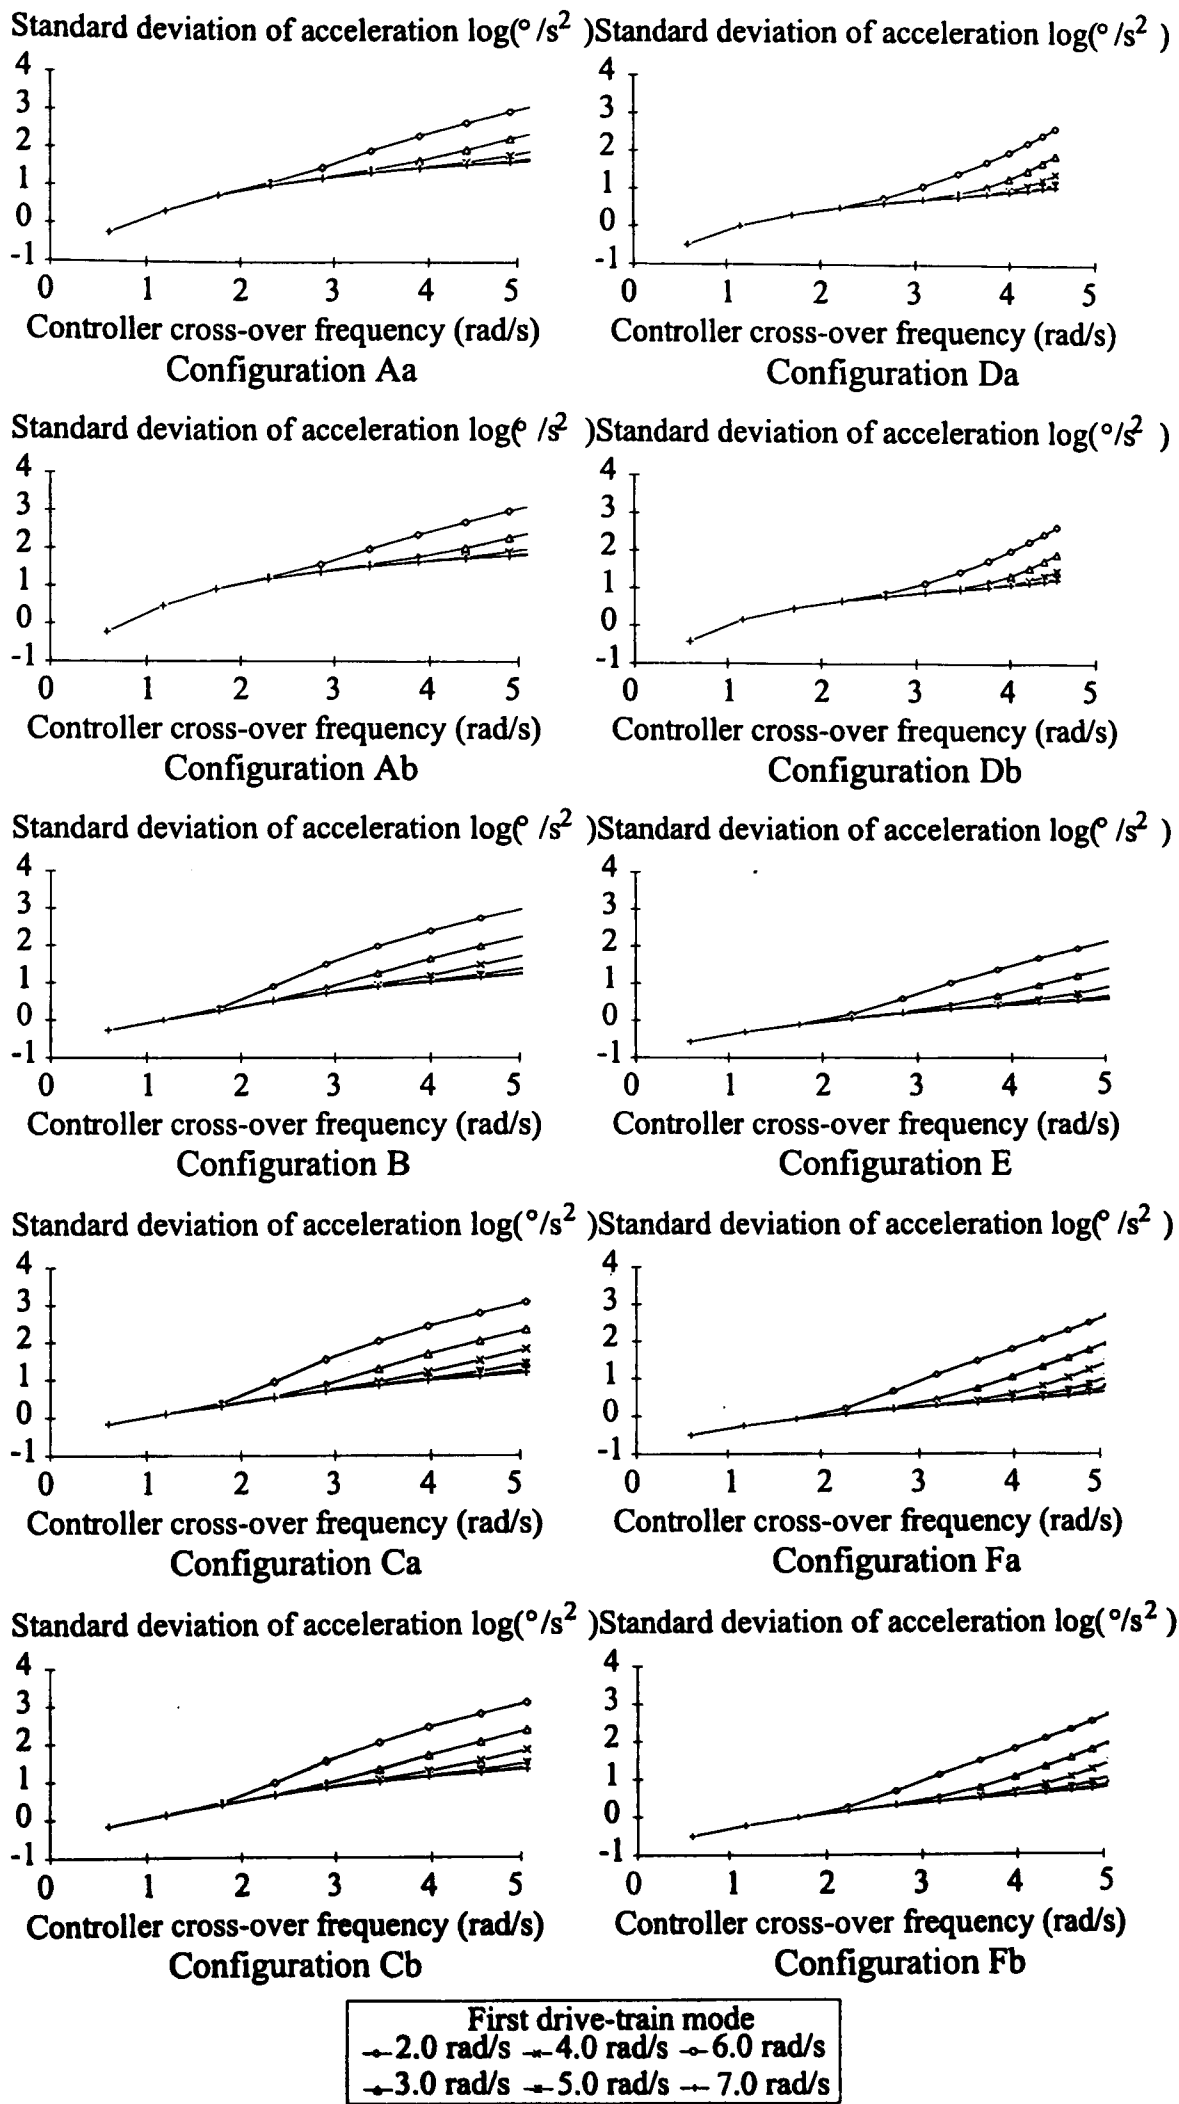 Standard deviation of acceleration log(°/s² ) Standard deviation of acceleration log(°/s² )
4 4
3 3
2 2
1 1
0 0
-1 -1
0 1 2 3 4 5 0 1 2 3 4 5
Controller cross-over frequency (rad/s) Controller cross-over frequency (rad/s)
Configuration Aa Configuration Da
Standard deviation of acceleration log(° /s² ) Standard deviation of acceleration log(°/s² )
4 4
3 3
2 2
1 1
0 0
-1 -1
0 1 2 3 4 5 0 1 2 3 4 5
Controller cross-over frequency (rad/s) Controller cross-over frequency (rad/s)
Configuration Ab Configuration Db
Standard deviation of acceleration log(° /s² ) Standard deviation of acceleration log(° /s² )
4 4
3 3
2 2
1 1
0 0
-1 -1
0 1 2 3 4 5 0 1 2 3 4 5
Controller cross-over frequency (rad/s) Controller cross-over frequency (rad/s)
Configuration B Configuration E
Standard deviation of acceleration log(°/s² ) Standard deviation of acceleration log(° /s² )
4 4
3 3
2 2
1 1
0 0
-1 -1
0 1 2 3 4 5 0 1 2 3 4 5
Controller cross-over frequency (rad/s) Controller cross-over frequency (rad/s)
Configuration Ca Configuration Fa
Standard deviation of acceleration log(°/s² ) Standard deviation of acceleration log(°/s² )
4 4
3 3
2 2
1 1
0 0
-1 -1
0 1 2 3 4 5 0 1 2 3 4 5
Controller cross-over frequency (rad/s) Controller cross-over frequency (rad/s)
Configuration Cb Configuration Fb
First drive-train mode
2.0 rad/s 4.0 rad/s 6.0 rad/s
3.0 rad/s 5.0 rad/s 7.0 rad/s